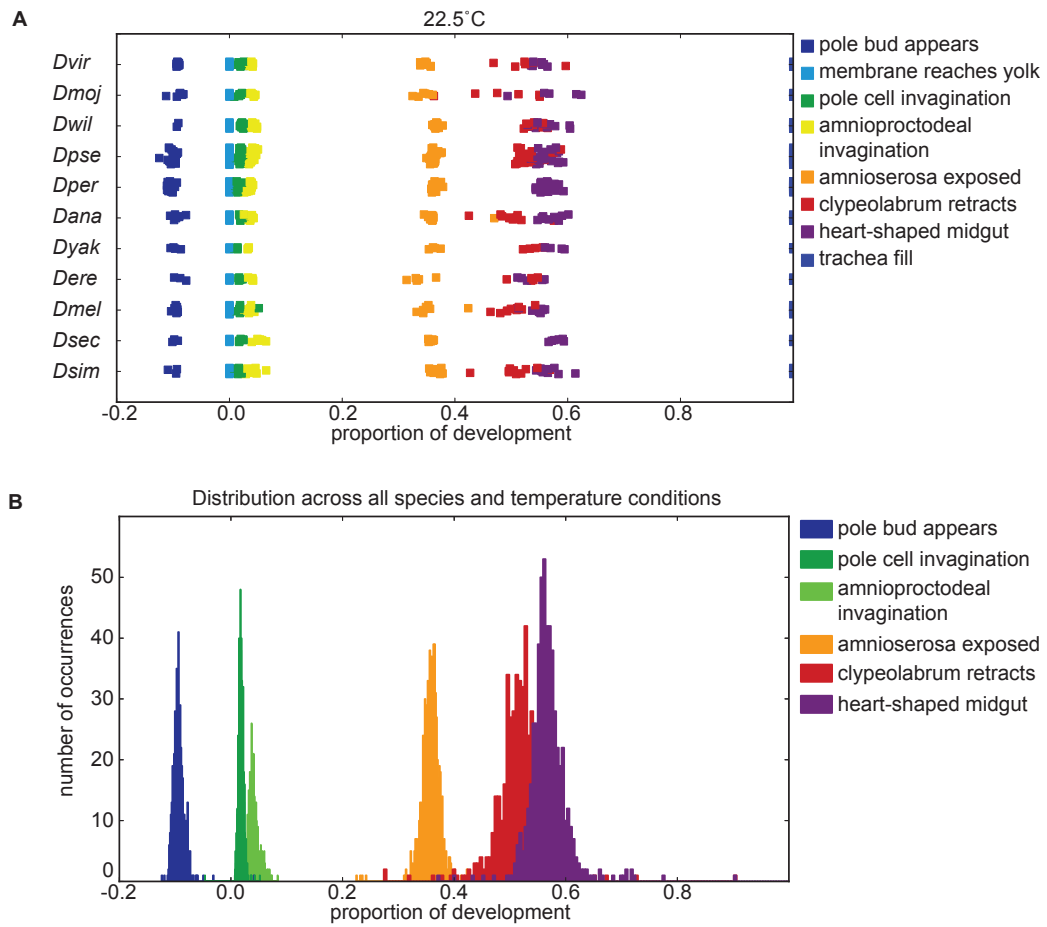 A
22.5˚C
Dvir
Dmoj
Dwil
Dpse
Dper
Dana
Dyak
Dere
Dmel
Dsec
Dsim
-0.2 0.0 0.2 0.4 0.6 0.8
proportion of development
pole bud appears
membrane reaches yolk
pole cell invagination
amnioproctodeal
invagination
amnioserosa exposed
clypeolabrum retracts
heart-shaped midgut
trachea fill
B
Distribution across all species and temperature conditions
number of occurrences
50
40
30
20
10
0
-0.2 0.0 0.2 0.4 0.6 0.8
proportion of development
pole bud appears
pole cell invagination
amnioproctodeal
invagination
amnioserosa exposed
clypeolabrum retracts
heart-shaped midgut